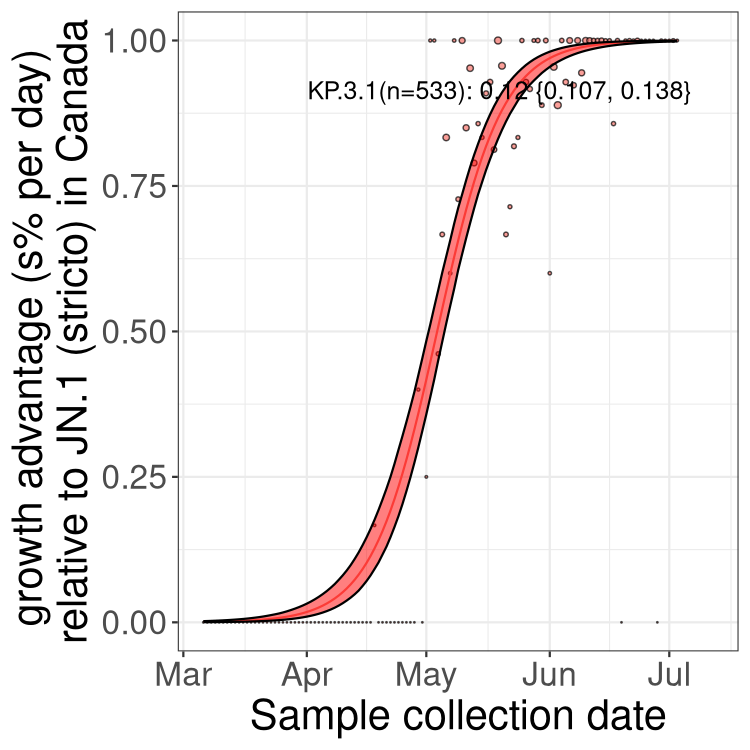 growth advantage (s% per day)
relative to JN.1 (stricto) in Canada
1.00
0.75
0.50
0.25
0.00
KP.3.1(n=533): 0.12 {0.107, 0.138}
Mar Apr May Jun Jul
Sample collection date